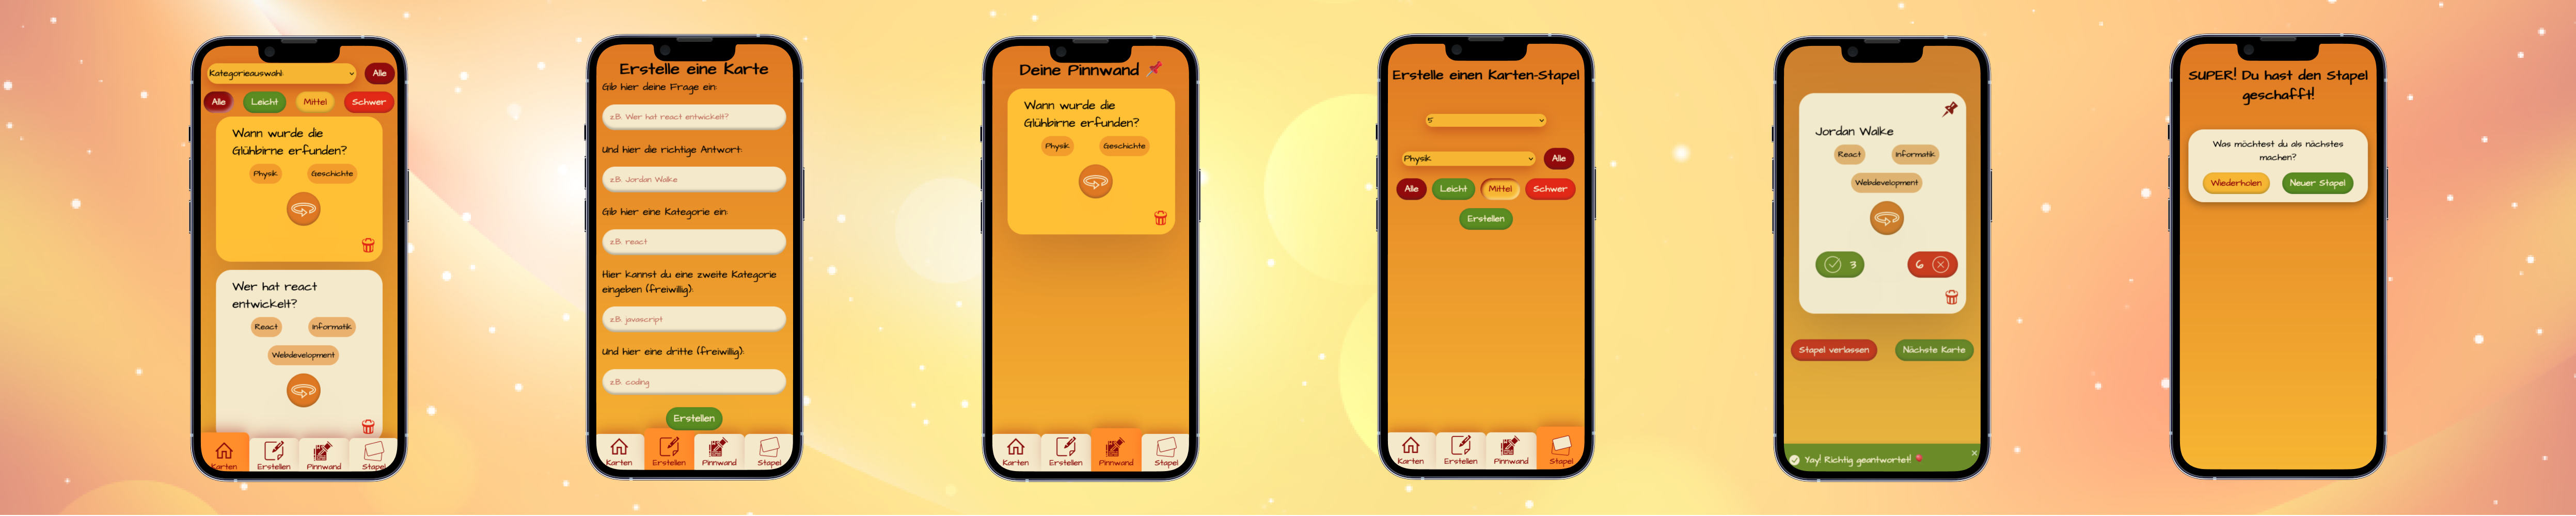 Kategorieauswahl:
Alle
Alle Leicht Mittel Schwer
Wann wurde die
Glühbirne erfunden?
Physik Geschichte
Wer hat react
entwickelt?
React Informatik
Webdevelopment
Karten Erstellen Pinnwand Stapel
Erstelle eine Karte
Gib hier deine Frage ein:
z.B. Wer hat react entwickelt?
Und hier die richtige Antwort:
z.B. Jordan Walke
Gib hier eine Kategorie ein:
z.B. react
Hier kannst du eine zweite Kategorie
eingeben (freiwillig):
z.B. javascript
Und hier eine dritte (freiwillig):
z.B. coding
Erstellen
Karten Erstellen Pinnwand Stapel
Deine Pinnwand
Wann wurde die
Glühbirne erfunden?
Physik Geschichte
Karten Erstellen Pinnwand Stapel
Erstelle einen Karten-Stapel
5
Physik
Alle
Alle Leicht Mittel Schwer
Erstellen
Karten Erstellen Pinnwand Stapel
Jordan Walke
React Informatik
Webdevelopment
3 6
Stapel verlassen Nächste Karte
Yay! Richtig geantwortet!
SUPER! Du hast den Stapel
geschafft!
Was möchtest du als nächstes
machen?
Wiederholen Neuer Stapel